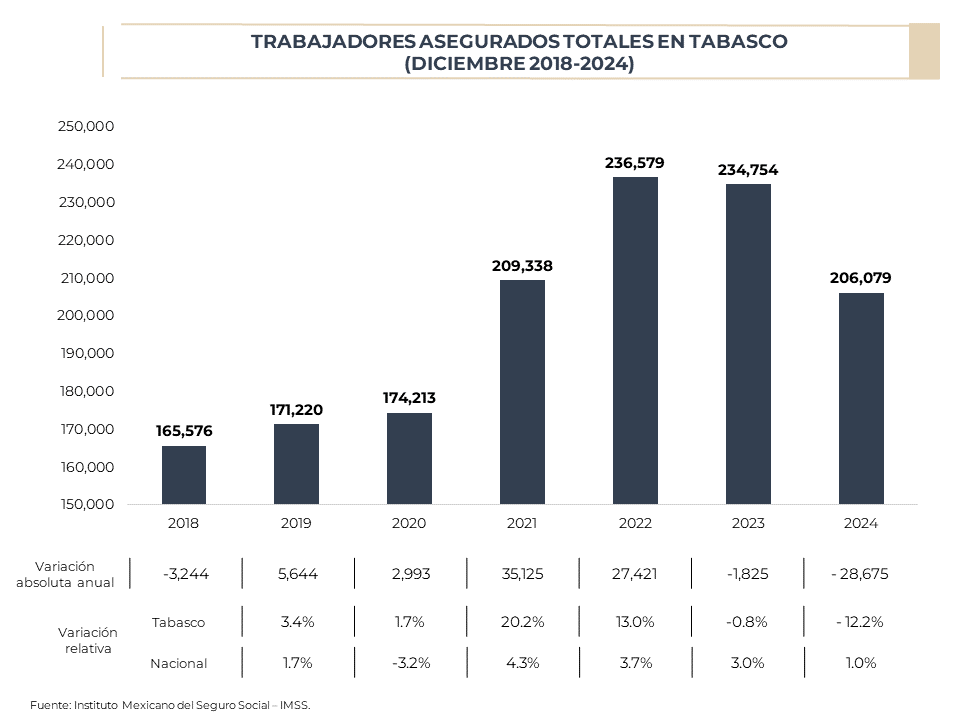 TRABAJADORES ASEGURADOS TOTALES EN TABASCO
(DICIEMBRE 2018-2024)
250,000
240,000
230,000
220,000
210,000
200,000
190,000
180,000
170,000
160,000
150,000
165,576
171,220
174,213
209,338
236,579
234,754
206,079
2018 2019 2020 2021 2022 2023 2024
Variación
absoluta anual
-3,244 5,644 2,993 35,125 27,421 -1,825 - 28,675
Variación
relativa
Tabasco 3.4% 1.7% 20.2% 13.0% -0.8% - 12.2%
Nacional 1.7% -3.2% 4.3% 3.7% 3.0% 1.0%
Fuente: Instituto Mexicano del Seguro Social – IMSS.